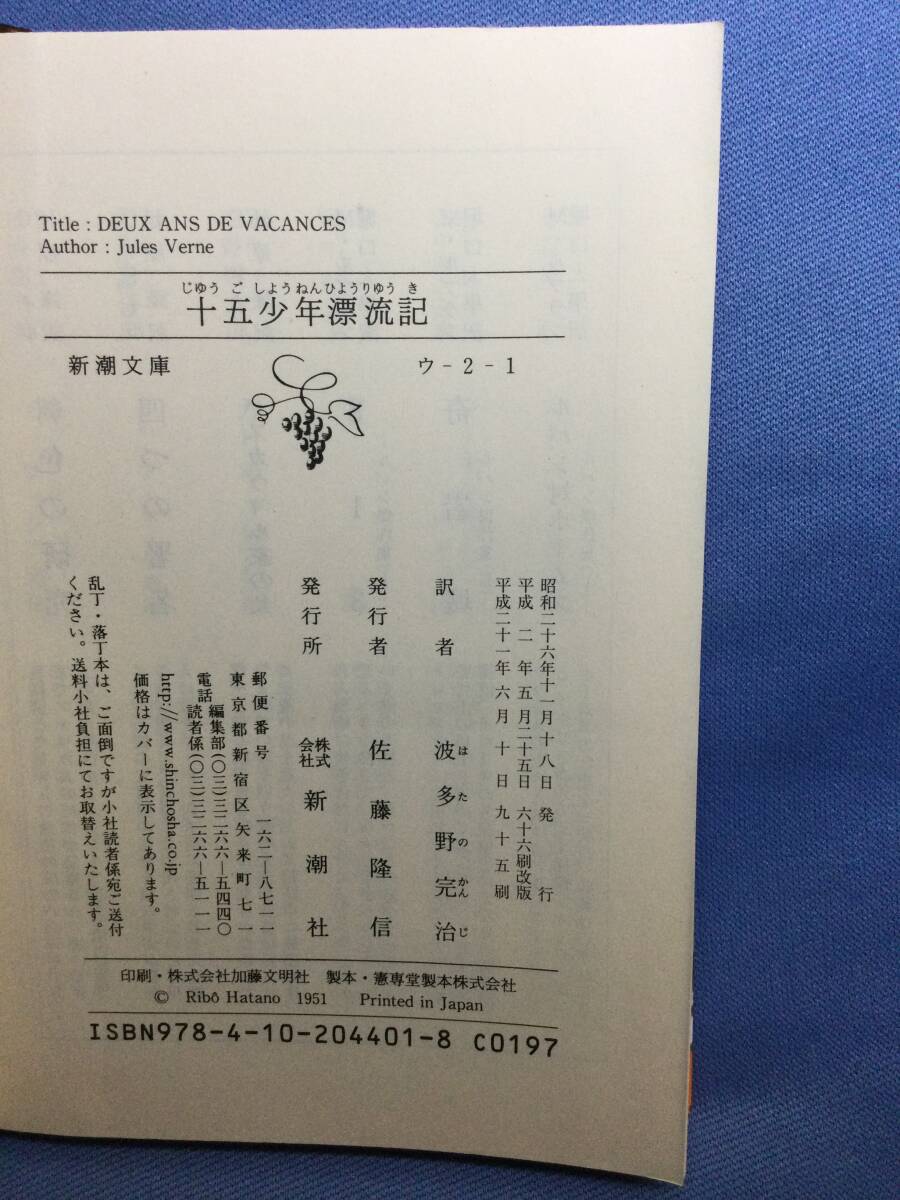 Title : DEUX ANS DE VACANCES
Author : Jules Verne
じゆう ご しようねんひようりゆう き
十五少年漂流記
新潮文庫 ウ-2-1
昭和二十六年十一月十八日 発行
平成二年五月二十五日 六十六刷改版
平成二十一年六月十日 九十五刷
訳者 波多野完治
はたのかんじ
発行者 佐藤隆信
発行所 株式会社 新潮社
郵便番号 一六二―八七一一
東京都新宿区矢来町七一
電話 編集部(〇三)三二六六―五四四〇
読者係(〇三)三二六六―五一一一
http://www.shinchosha.co.jp
価格はカバーに表示してあります。
乱丁・落丁本は、ご面倒ですが小社読者係宛ご送付
ください。送料小社負担にてお取替えいたします。
印刷・株式会社加藤文明社 製本・憲専堂製本株式会社
© Ribô Hatano 1951 Printed in Japan
ISBN978-4-10-204401-8 C0197